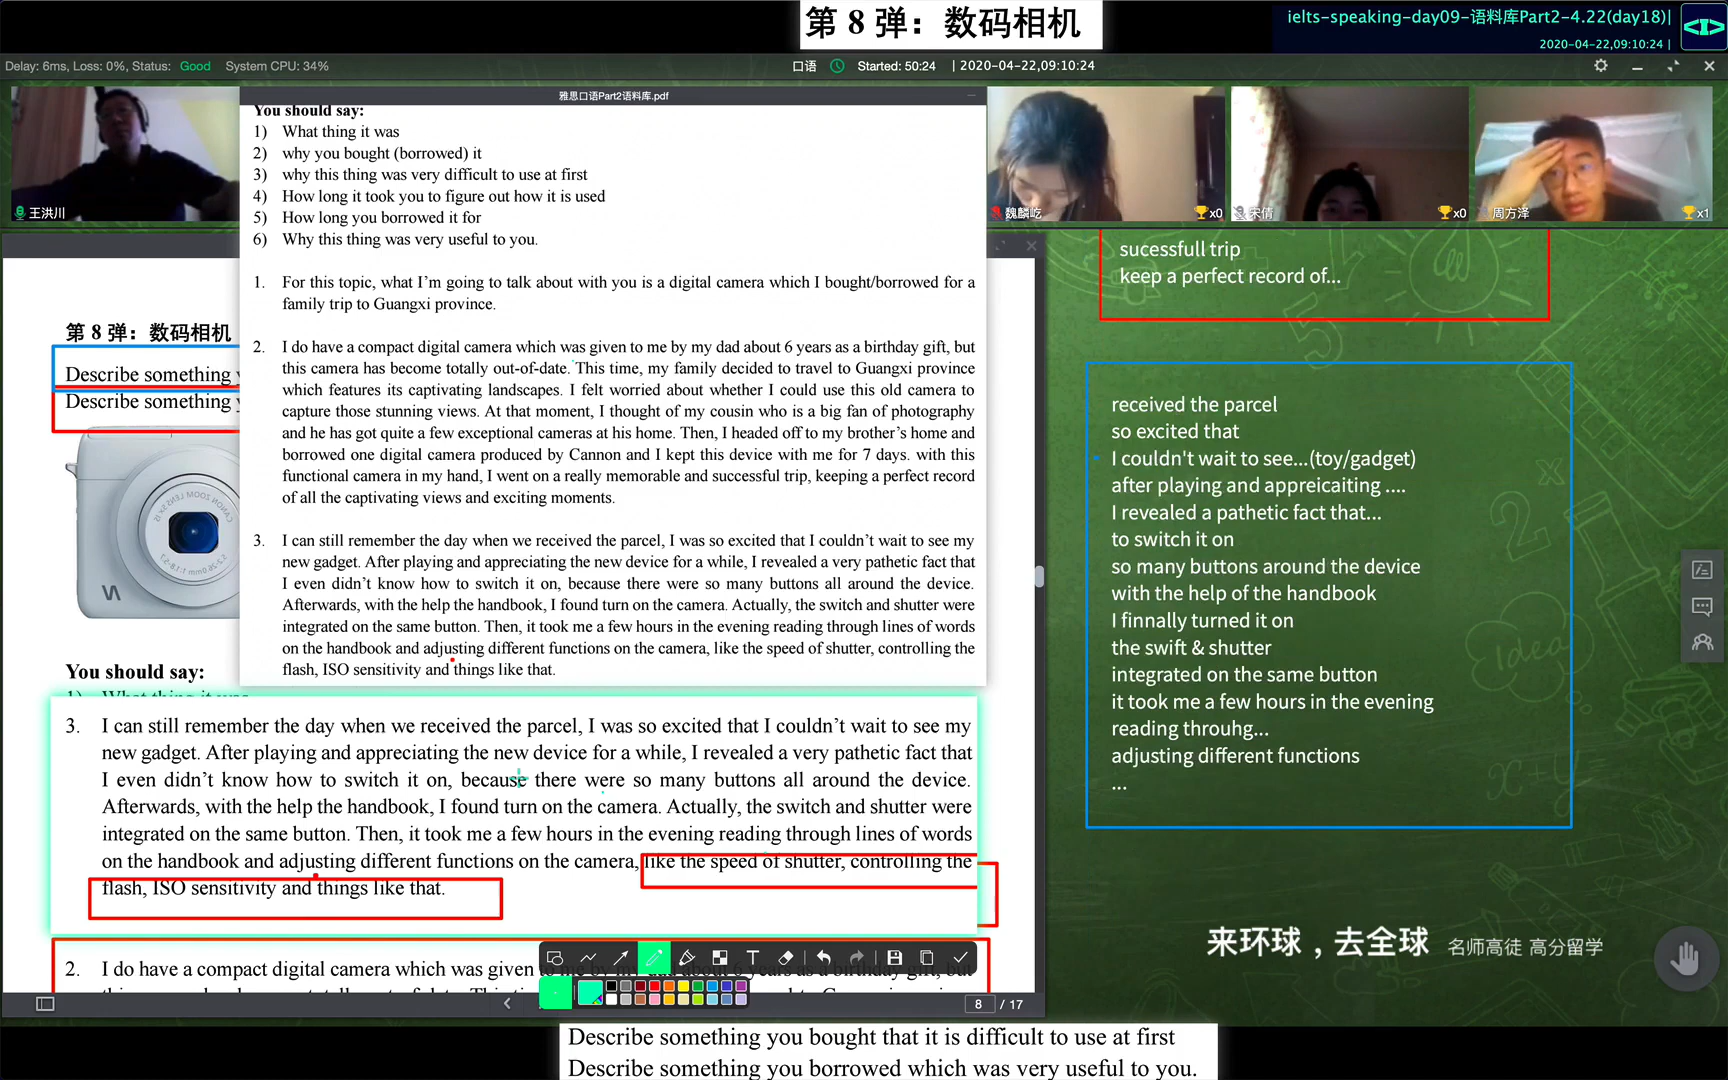 第 8 弹：数码相机
ielts-speaking-day09-语料库Part2-4.22(day18)|
2020-04-22,09:10:24 |
Delay: 6ms, Loss: 0%, Status: Good System CPU: 34%
口语 Started: 50:24 | 2020-04-22,09:10:24
雅思口语Part2语料库.pdf
王洪川
魏麟屹
x0
宋倩
x0
周方泽
x1
You should say:
1) What thing it was
2) why you bought (borrowed) it
3) why this thing was very difficult to use at first
4) How long it took you to figure out how it is used
5) How long you borrowed it for
6) Why this thing was very useful to you.
1. For this topic, what I’m going to talk about with you is a digital camera which I bought/borrowed for a
family trip to Guangxi province.
2. I do have a compact digital camera which was given to me by my dad about 6 years as a birthday gift, but
this camera has become totally out-of-date. This time, my family decided to travel to Guangxi province
which features its captivating landscapes. I felt worried about whether I could use this old camera to
capture those stunning views. At that moment, I thought of my cousin who is a big fan of photography
and he has got quite a few exceptional cameras at his home. Then, I headed off to my brother’s home and
borrowed one digital camera produced by Cannon and I kept this device with me for 7 days. with this
functional camera in my hand, I went on a really memorable and successful trip, keeping a perfect record
of all the captivating views and exciting moments.
3. I can still remember the day when we received the parcel, I was so excited that I couldn’t wait to see my
new gadget. After playing and appreciating the new device for a while, I revealed a very pathetic fact that
I even didn’t know how to switch it on, because there were so many buttons all around the device.
Afterwards, with the help the handbook, I found turn on the camera. Actually, the switch and shutter were
integrated on the same button. Then, it took me a few hours in the evening reading through lines of words
on the handbook and adjusting different functions on the camera, like the speed of shutter, controlling the
flash, ISO sensitivity and things like that.
第 8 弹：数码相机
Describe something
Describe something
You should say:
1) What thing it was
3. I can still remember the day when we received the parcel, I was so excited that I couldn’t wait to see my
new gadget. After playing and appreciating the new device for a while, I revealed a very pathetic fact that
I even didn’t know how to switch it on, because there were so many buttons all around the device.
Afterwards, with the help the handbook, I found turn on the camera. Actually, the switch and shutter were
integrated on the same button. Then, it took me a few hours in the evening reading through lines of words
on the handbook and adjusting different functions on the camera, like the speed of shutter, controlling the
flash, ISO sensitivity and things like that.
2. I do have a compact digital camera which was given to me by my dad about 6 years as a birthday gift, but
8 / 17
sucessfull trip
keep a perfect record of...
received the parcel
so excited that
I couldn't wait to see...(toy/gadget)
after playing and appreicaiting ....
I revealed a pathetic fact that...
to switch it on
so many buttons around the device
with the help of the handbook
I finnally turned it on
the swift & shutter
integrated on the same button
it took me a few hours in the evening
reading throuhg...
adjusting different functions
...
来环球，去全球 名师高徒 高分留学
Describe something you bought that it is difficult to use at first
Describe something you borrowed which was very useful to you.